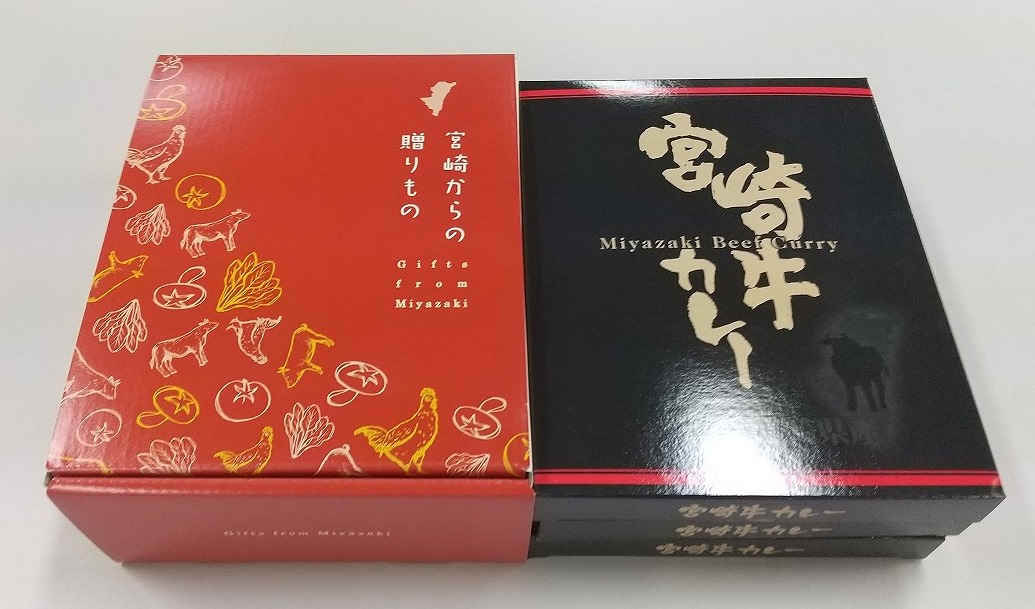 宮崎からの
贈りもの
Gifts
from
Miyazaki
Gifts from Miyazaki
宮崎牛カレー
Miyazaki Beef Curry
宮崎牛カレー
宮崎牛カレー
宮崎牛カレー